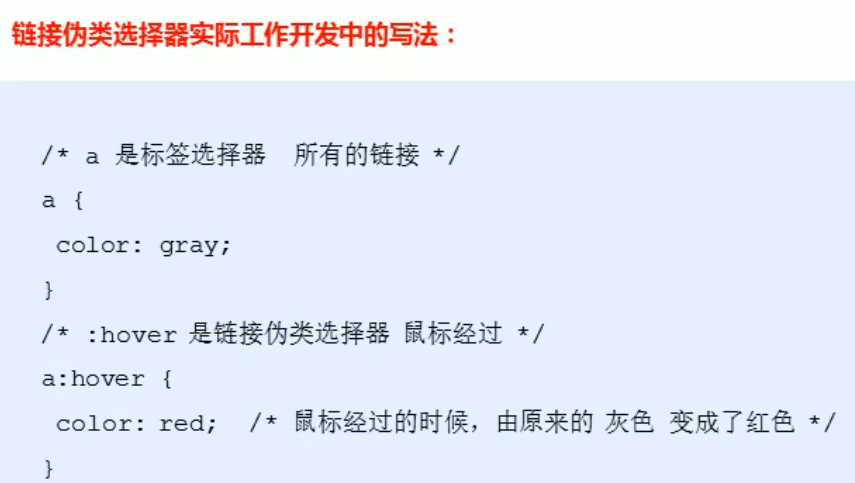 链接伪类选择器实际工作开发中的写法：
/* a 是标签选择器  所有的链接 */
a {
 color: gray;
}
/* :hover 是链接伪类选择器 鼠标经过 */
a:hover {
 color: red;  /* 鼠标经过的时候，由原来的 灰色 变成了红色 */
}